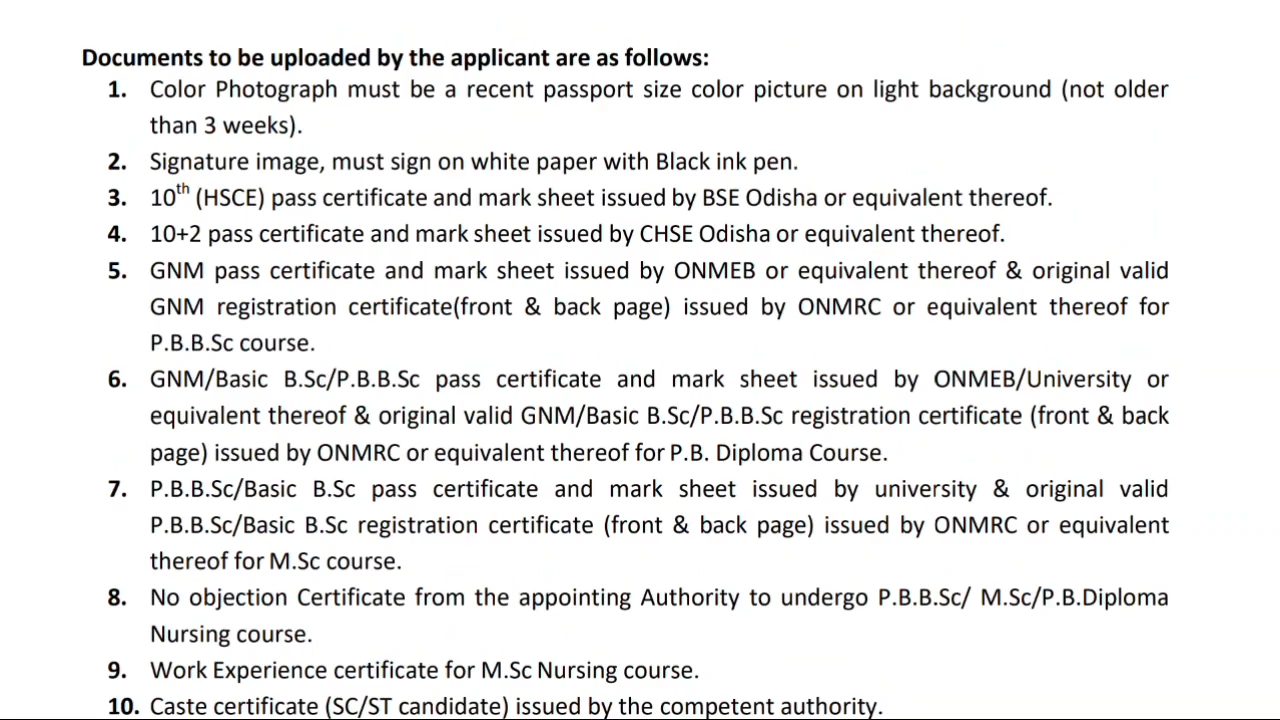 Documents to be uploaded by the applicant are as follows:
1. Color Photograph must be a recent passport size color picture on light background (not older
than 3 weeks).
2. Signature image, must sign on white paper with Black ink pen.
3. 10th (HSCE) pass certificate and mark sheet issued by BSE Odisha or equivalent thereof.
4. 10+2 pass certificate and mark sheet issued by CHSE Odisha or equivalent thereof.
5. GNM pass certificate and mark sheet issued by ONMEB or equivalent thereof & original valid
GNM registration certificate(front & back page) issued by ONMRC or equivalent thereof for
P.B.B.Sc course.
6. GNM/Basic B.Sc/P.B.B.Sc pass certificate and mark sheet issued by ONMEB/University or
equivalent thereof & original valid GNM/Basic B.Sc/P.B.B.Sc registration certificate (front & back
page) issued by ONMRC or equivalent thereof for P.B. Diploma Course.
7. P.B.B.Sc/Basic B.Sc pass certificate and mark sheet issued by university & original valid
P.B.B.Sc/Basic B.Sc registration certificate (front & back page) issued by ONMRC or equivalent
thereof for M.Sc course.
8. No objection Certificate from the appointing Authority to undergo P.B.B.Sc/ M.Sc/P.B.Diploma
Nursing course.
9. Work Experience certificate for M.Sc Nursing course.
10. Caste certificate (SC/ST candidate) issued by the competent authority.